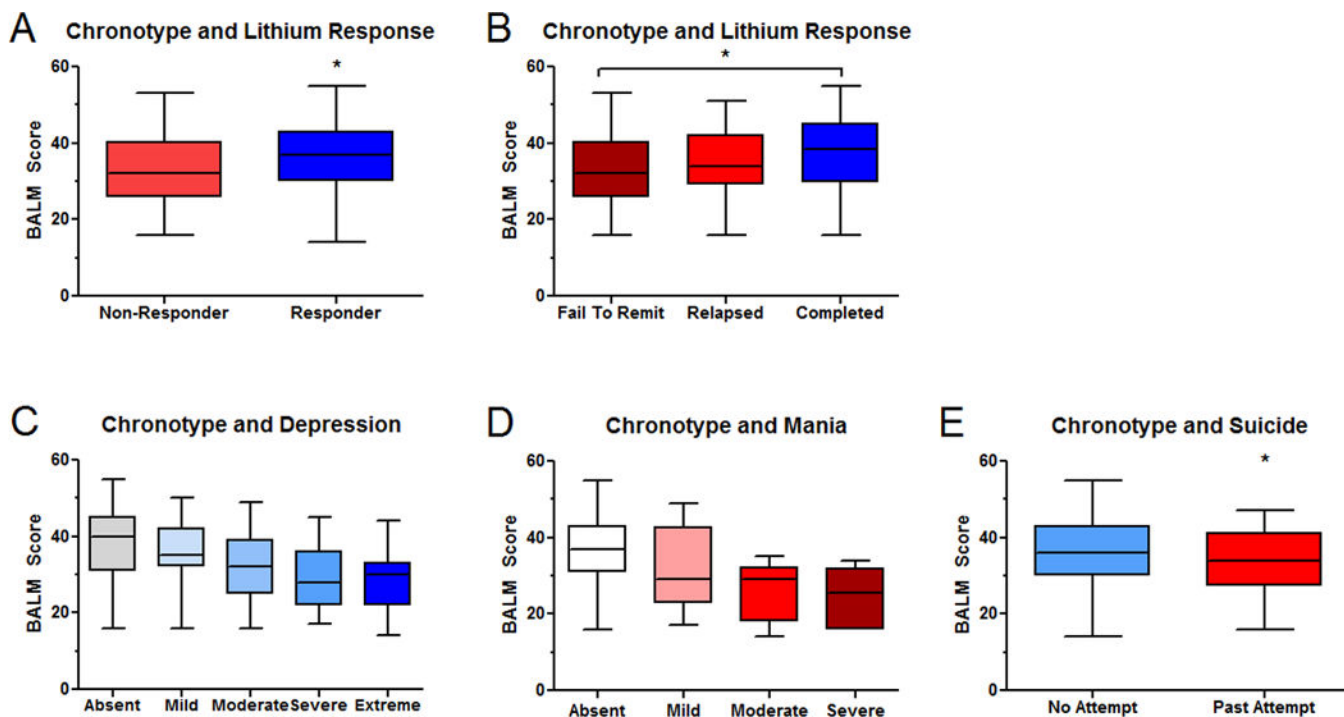 A
Chronotype and Lithium Response
*
60
40
20
0
BALM Score
Non-Responder Responder
B
Chronotype and Lithium Response
*
60
40
20
0
BALM Score
Fail To Remit Relapsed Completed
C
Chronotype and Depression
60
40
20
0
BALM Score
Absent Mild Moderate Severe Extreme
D
Chronotype and Mania
60
40
20
0
BALM Score
Absent Mild Moderate Severe
E
Chronotype and Suicide
*
60
40
20
0
BALM Score
No Attempt Past Attempt